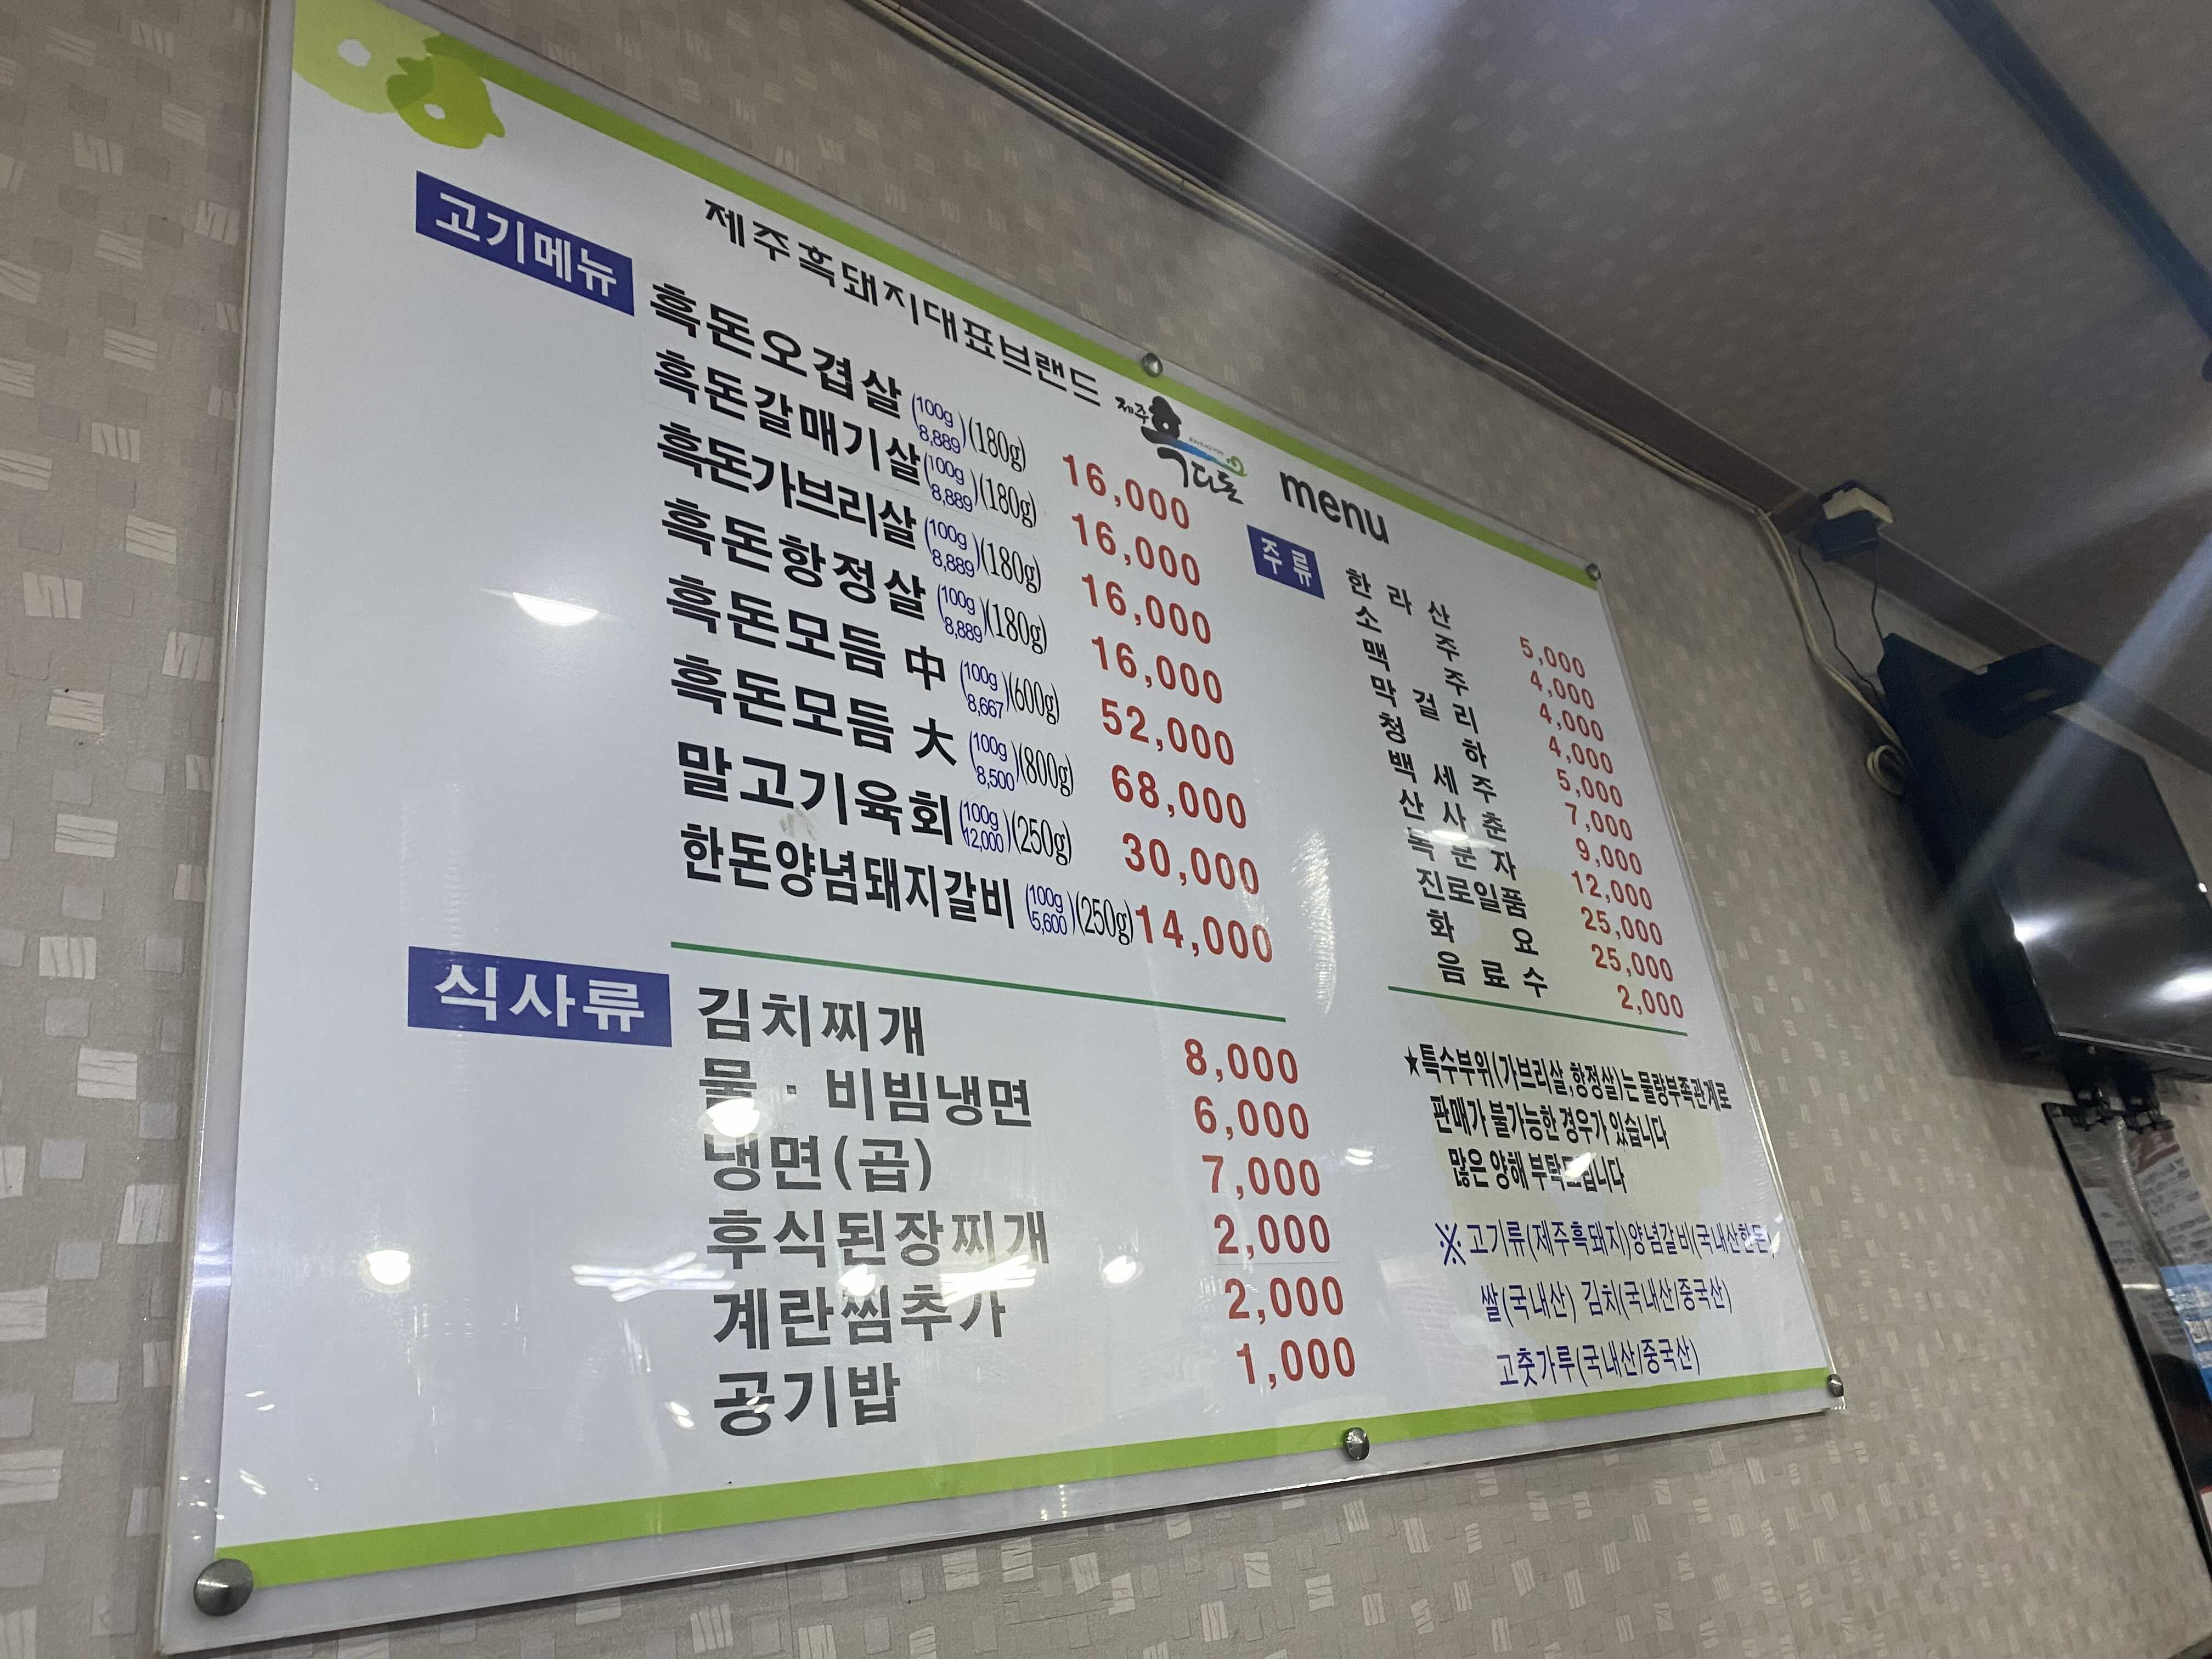 제주흑돼지대표브랜드 제주 흑다돈 menu
고기메뉴
흑돈오겹살 (100g 8,889)(180g) 16,000
흑돈갈매기살 (100g 8,889)(180g) 16,000
흑돈가브리살 (100g 8,889)(180g) 16,000
흑돈항정살 (100g 8,889)(180g) 16,000
흑돈모듬 中 (100g 8,667)(600g) 52,000
흑돈모듬 大 (100g 8,500)(800g) 68,000
말고기육회 (100g 12,000)(250g) 30,000
한돈양념돼지갈비 (100g 5,600)(250g) 14,000
식사류
김치찌개 8,000
물·비빔냉면 6,000
냉면(곱) 7,000
후식된장찌개 2,000
계란찜추가 2,000
공기밥 1,000
주류
한라산 5,000
소주 4,000
맥주 4,000
막걸리 4,000
청하 5,000
백세주 7,000
산사춘 9,000
복분자 12,000
진로일품 25,000
화요 25,000
음료수 2,000
★특수부위(가브리살,항정살)는 물량부족관계로
판매가 불가능한 경우가 있습니다
많은 양해 부탁드립니다
※고기류(제주흑돼지)양념갈비(국내산한돈)
쌀(국내산) 김치(국내산/중국산)
고춧가루(국내산/중국산)